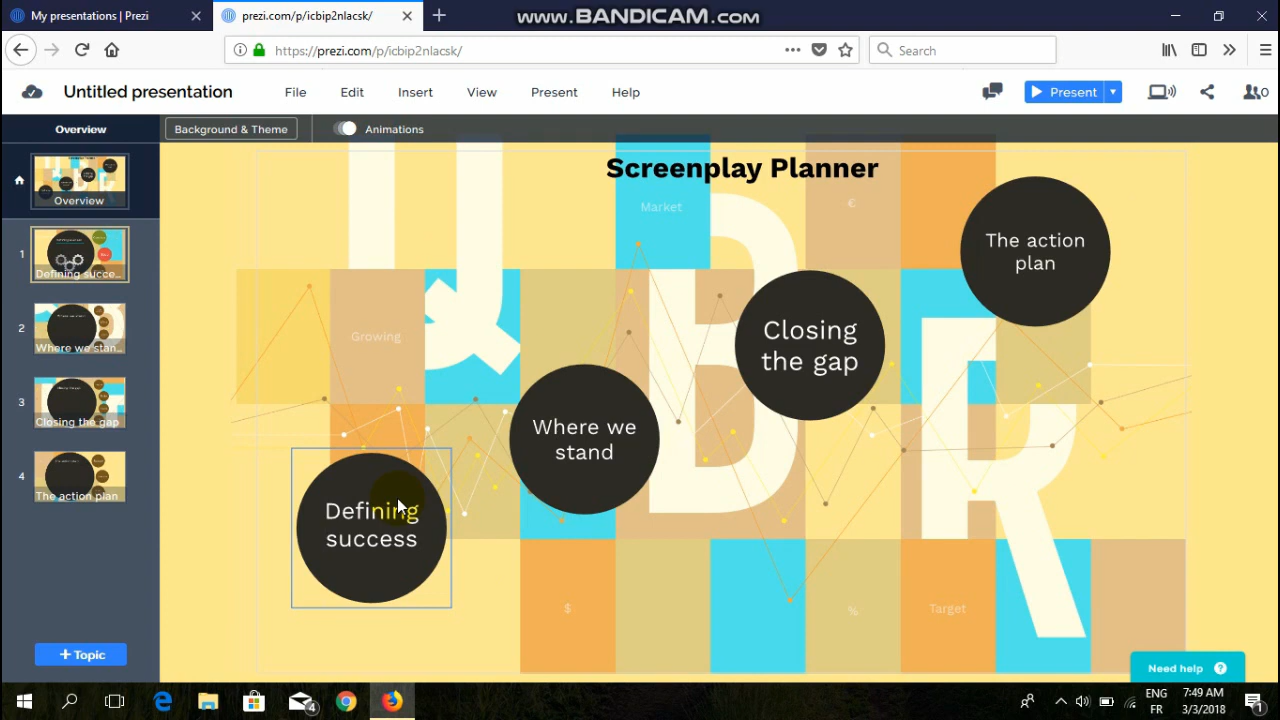 www.BANDICAM.com
My presentations | Prezi
prezi.com/p/icbip2nlacsk/
https://prezi.com/p/icbip2nlacsk/
Search
Untitled presentation
File
Edit
Insert
View
Present
Help
Present
0
Overview
Background & Theme
Animations
Overview
1
Defining succe...
2
Where we stan...
3
Closing the gap
4
The action plan
+ Topic
Screenplay Planner
Market
€
The action
plan
Growing
Closing
the gap
Where we
stand
Defining
success
$
%
Target
Need help ?
4
ENG
FR
7:49 AM
3/3/2018
1